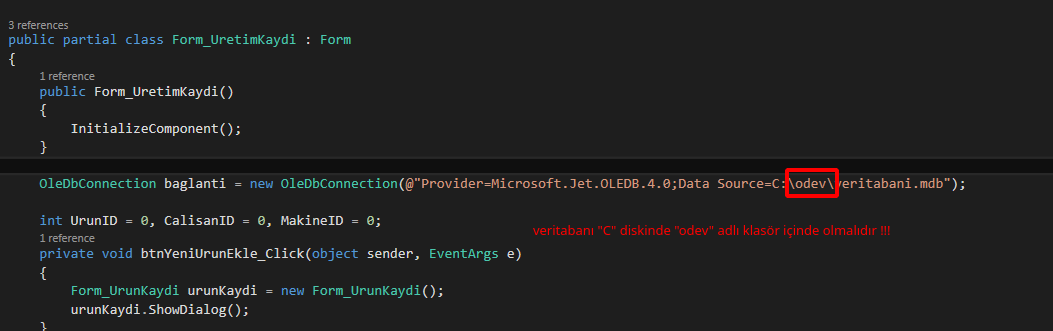 3 references
public partial class Form_UretimKaydi : Form
{
1 reference
public Form_UretimKaydi()
{
InitializeComponent();
}
OleDbConnection baglanti = new OleDbConnection(@"Provider=Microsoft.Jet.OLEDB.4.0;Data Source=C:\odev\veritabani.mdb");
int UrunID = 0, CalisanID = 0, MakineID = 0;
veritabanı "C" diskinde "odev" adlı klasör içinde olmalıdır !!!
1 reference
private void btnYeniUrunEkle_Click(object sender, EventArgs e)
{
Form_UrunKaydi urunKaydi = new Form_UrunKaydi();
urunKaydi.ShowDialog();
}